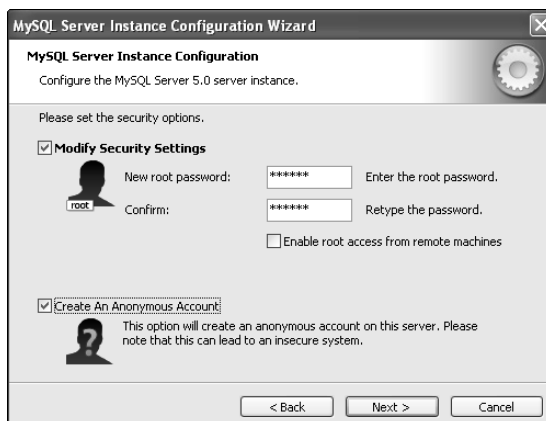 MySQL Server Instance Configuration Wizard
MySQL Server Instance Configuration
Configure the MySQL Server 5.0 server instance.
Please set the security options.
Modify Security Settings
root
New root password: ****** Enter the root password.
Confirm: ****** Retype the password.
Enable root access from remote machines
Create An Anonymous Account
This option will create an anonymous account on this server. Please
note that this can lead to an insecure system.
< Back Next > Cancel